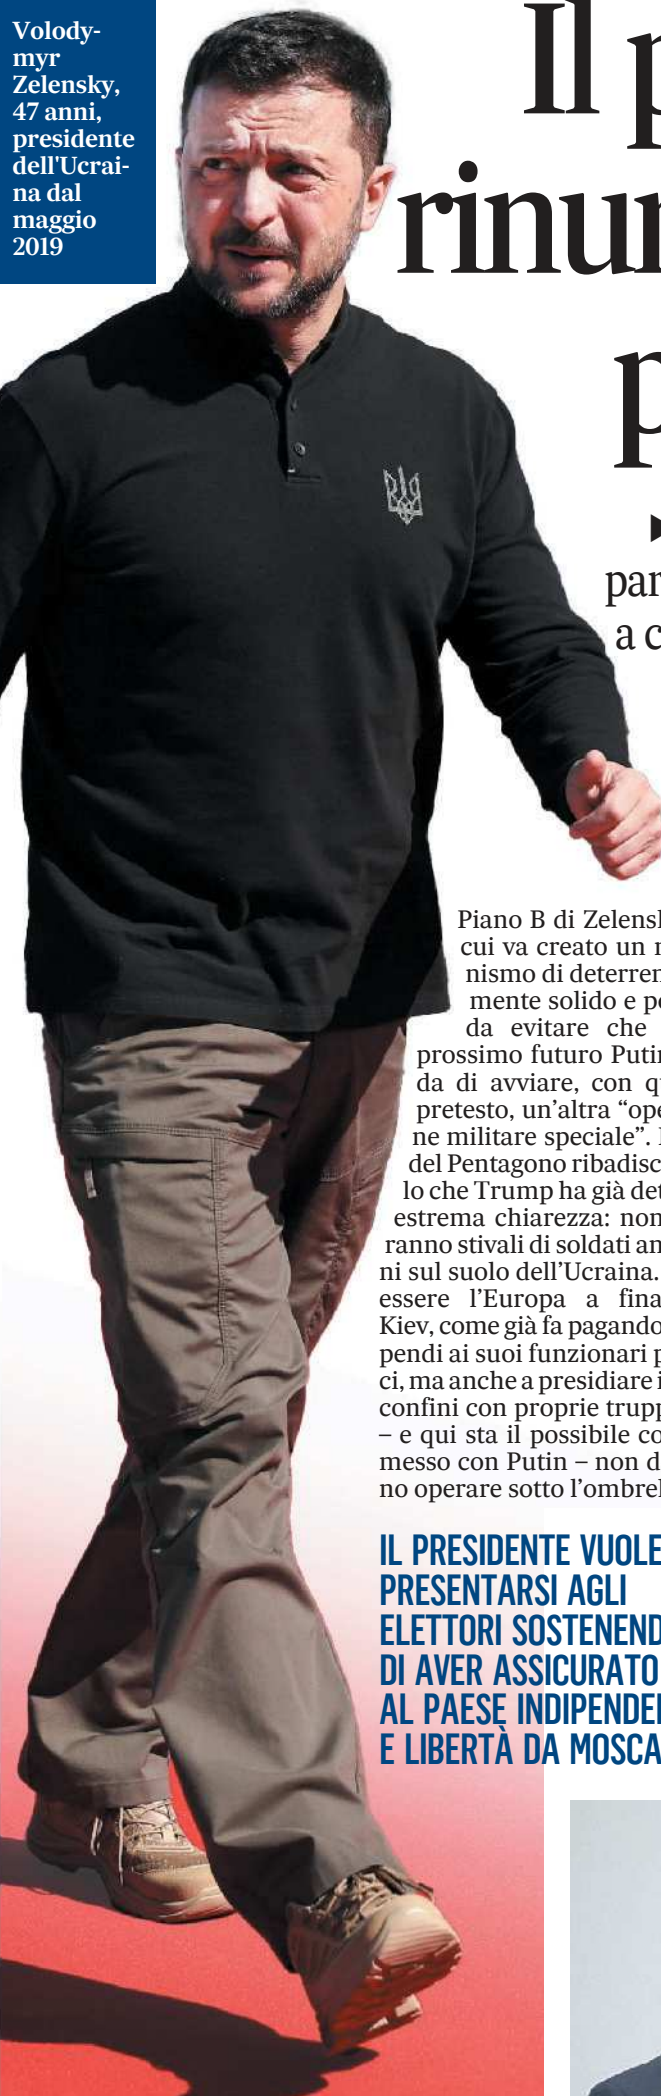 Volody-
myr
Zelensky,
47 anni,
presidente
dell'Ucrai-
na dal
maggio
2019
Il p
rinu
p
par
a c
Piano B di Zelensk
cui va creato un m
nismo di deterren
mente solido e po
da evitare che
prossimo futuro Putin
da di avviare, con qu
pretesto, un'altra “ope
ne militare speciale”.
del Pentagono ribadisc
lo che Trump ha già det
estrema chiarezza: non
ranno stivali di soldati an
ni sul suolo dell'Ucraina.
essere l'Europa a fina
Kiev, come già fa pagando
pendi ai suoi funzionari p
ci, ma anche a presidiare i
confini con proprie trupp
– e qui sta il possibile co
messo con Putin – non d
no operare sotto l'ombrel
IL PRESIDENTE VUOLE
PRESENTARSI AGLI
ELETTORI SOSTENEND
DI AVER ASSICURATO
AL PAESE INDIPENDE
E LIBERTÀ DA MOSCA